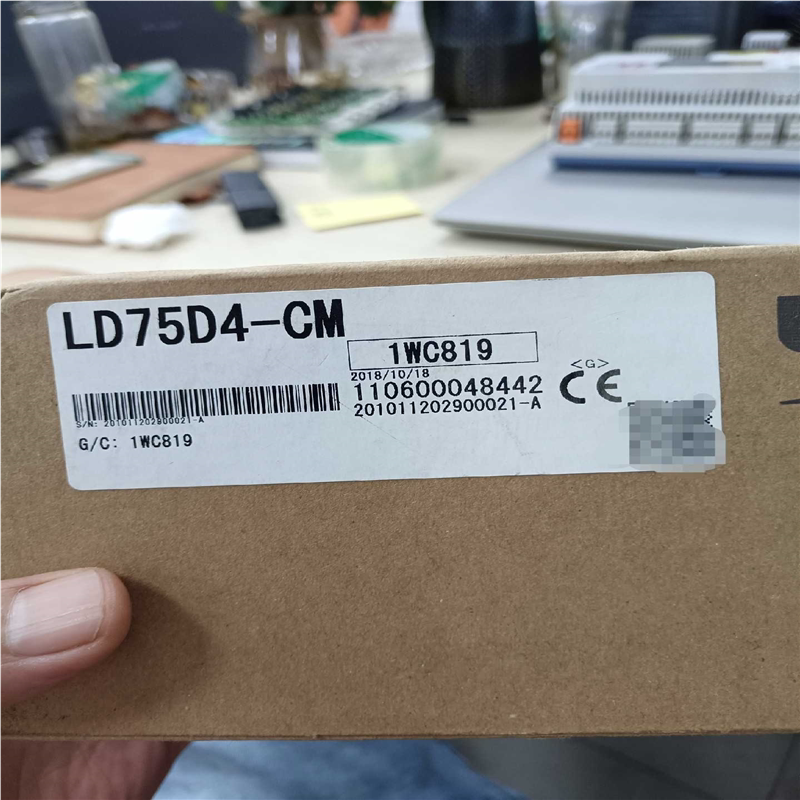 LD75D4-CM
1WC819
2018/10/18
110600048442
201011202900021-A
<G>
CE
S/N: 201011202900021-A
G/C: 1WC819